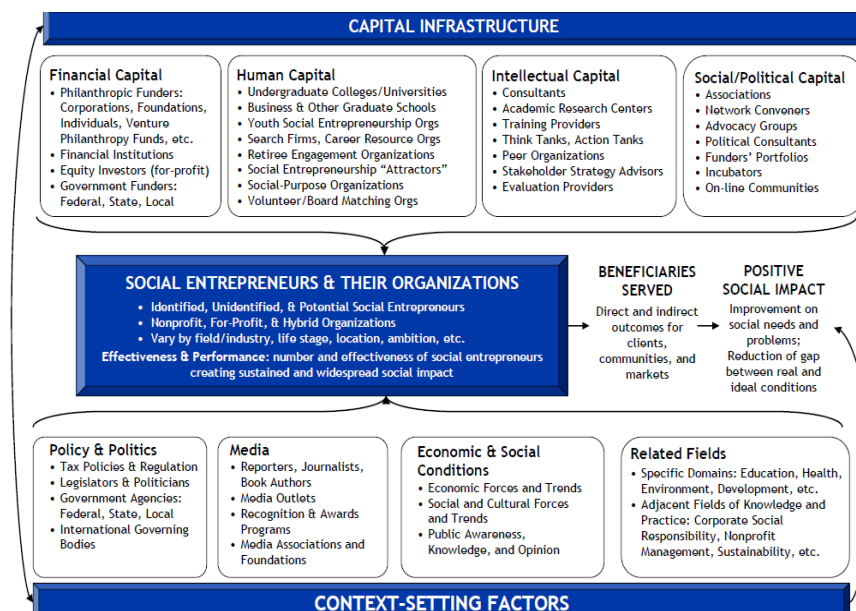 CAPITAL INFRASTRUCTURE
Financial Capital
• Philanthropic Funders:
Corporations, Foundations,
Individuals, Venture
Philanthropy Funds, etc.
• Financial Institutions
• Equity Investors (for-profit)
• Government Funders:
Federal, State, Local
Human Capital
• Undergraduate Colleges/Universities
• Business & Other Graduate Schools
• Youth Social Entrepreneurship Orgs
• Search Firms, Career Resource Orgs
• Retiree Engagement Organizations
• Social Entrepreneurship “Attractors”
• Social-Purpose Organizations
• Volunteer/Board Matching Orgs
Intellectual Capital
• Consultants
• Academic Research Centers
• Training Providers
• Think Tanks, Action Tanks
• Peer Organizations
• Stakeholder Strategy Advisors
• Evaluation Providers
Social/Political Capital
• Associations
• Network Conveners
• Advocacy Groups
• Political Consultants
• Funders’ Portfolios
• Incubators
• On-line Communities
SOCIAL ENTREPRENEURS & THEIR ORGANIZATIONS
• Identified, Unidentified, & Potential Social Entrepreneurs
• Nonprofit, For-Profit, & Hybrid Organizations
• Vary by field/industry, life stage, location, ambition, etc.
Effectiveness & Performance: number and effectiveness of social entrepreneurs
creating sustained and widespread social impact
BENEFICIARIES
SERVED
Direct and indirect
outcomes for
clients,
communities, and
markets
POSITIVE
SOCIAL IMPACT
Improvement on
social needs and
problems;
Reduction of gap
between real and
ideal conditions
Policy & Politics
• Tax Policies & Regulation
• Legislators & Politicians
• Government Agencies:
Federal, State, Local
• International Governing
Bodies
Media
• Reporters, Journalists,
Book Authors
• Media Outlets
• Recognition & Awards
Programs
• Media Associations and
Foundations
Economic & Social
Conditions
• Economic Forces and Trends
• Social and Cultural Forces
and Trends
• Public Awareness,
Knowledge, and Opinion
Related Fields
• Specific Domains: Education, Health,
Environment, Development, etc.
• Adjacent Fields of Knowledge and
Practice: Corporate Social
Responsibility, Nonprofit
Management, Sustainability, etc.
CONTEXT-SETTING FACTORS